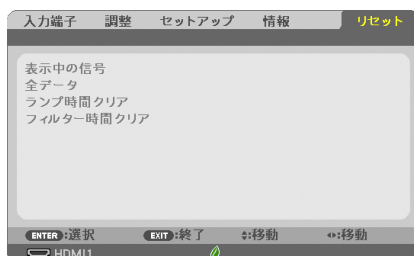 入力端子 調整 セットアップ 情報 リセット
表示中の信号
全データ
ランプ時間クリア
フィルター時間クリア
ENTER:選択 EXIT:終了 :移動 :移動
HDMI1